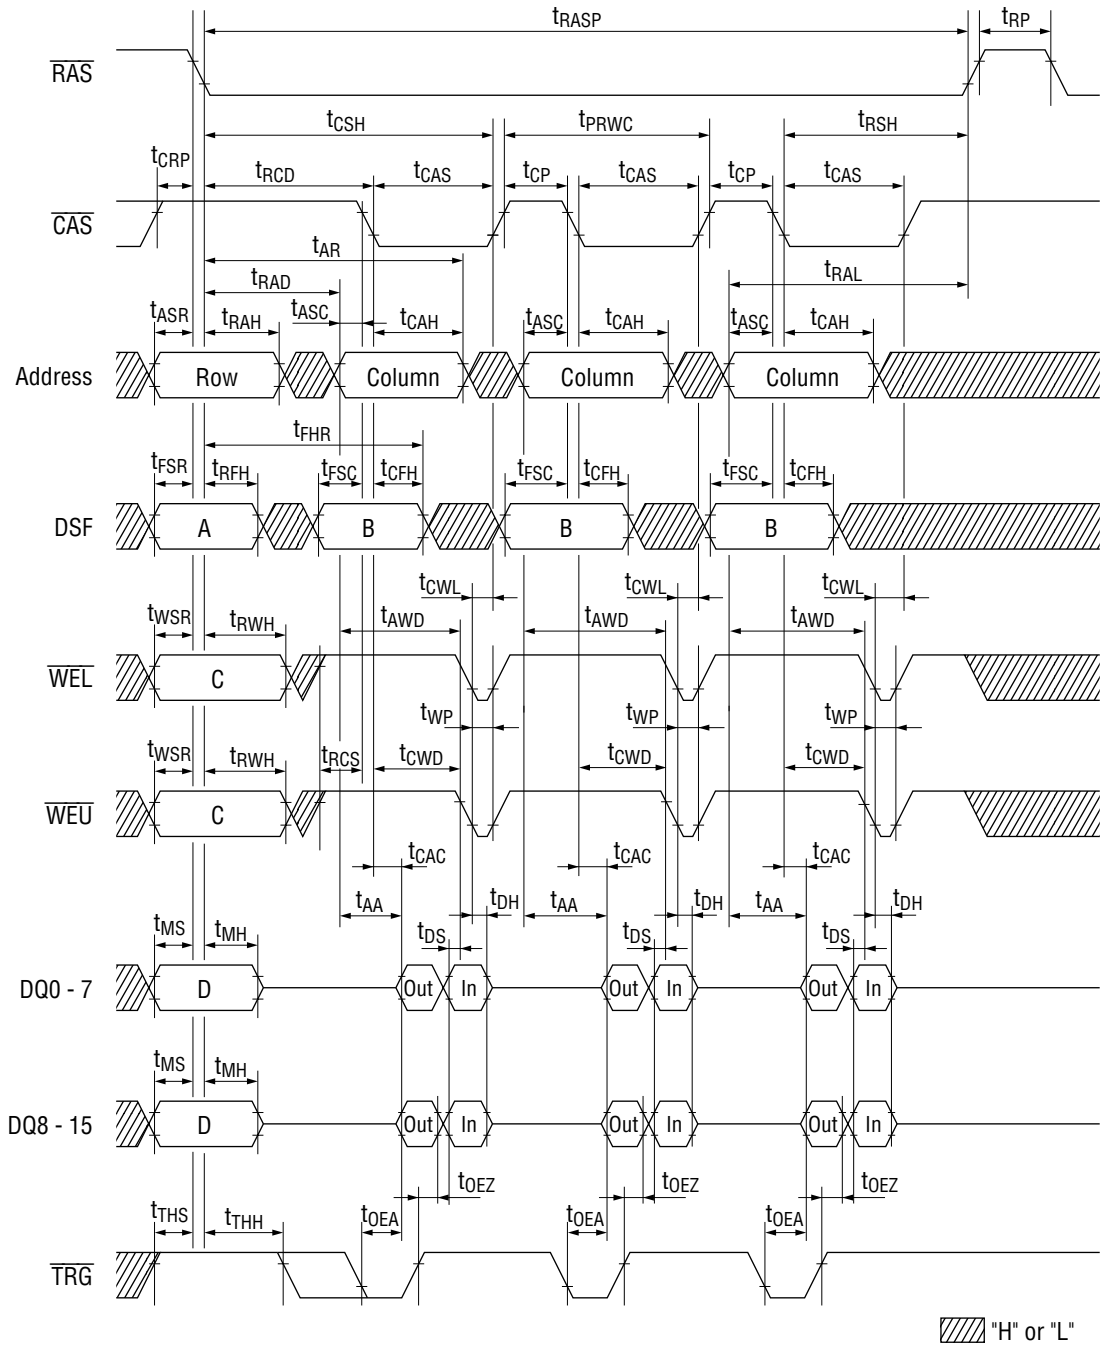 tRASP tRP
RAS
tCSH tPRWC tRSH
tCRP tRCD tCAS tCP tCAS tCP tCAS
CAS
tAR
tRAD tRAL
tASR tRAH tASC tCAH tASC tCAH tASC tCAH
Address Row Column Column Column
tFHR
tFSR tRFH tFSC tCFH tFSC tCFH tFSC tCFH
DSF A B B B
tCWL tCWL tCWL
tWSR tRWH tAWD tAWD tAWD
WEL C
tWP tWP tWP
tWSR tRWH tRCS tCWD tCWD tCWD
WEU C
tCAC tCAC tCAC
tAA tDH tAA tDH tAA tDH
tMS tMH tDS tDS tDS
DQ0 - 7 D Out In Out In Out In
tMS tMH
DQ8 - 15 D Out In Out In Out In
tOEZ tOEZ tOEZ
tTHS tTHH tOEA tOEA tOEA
TRG
"H" or "L"